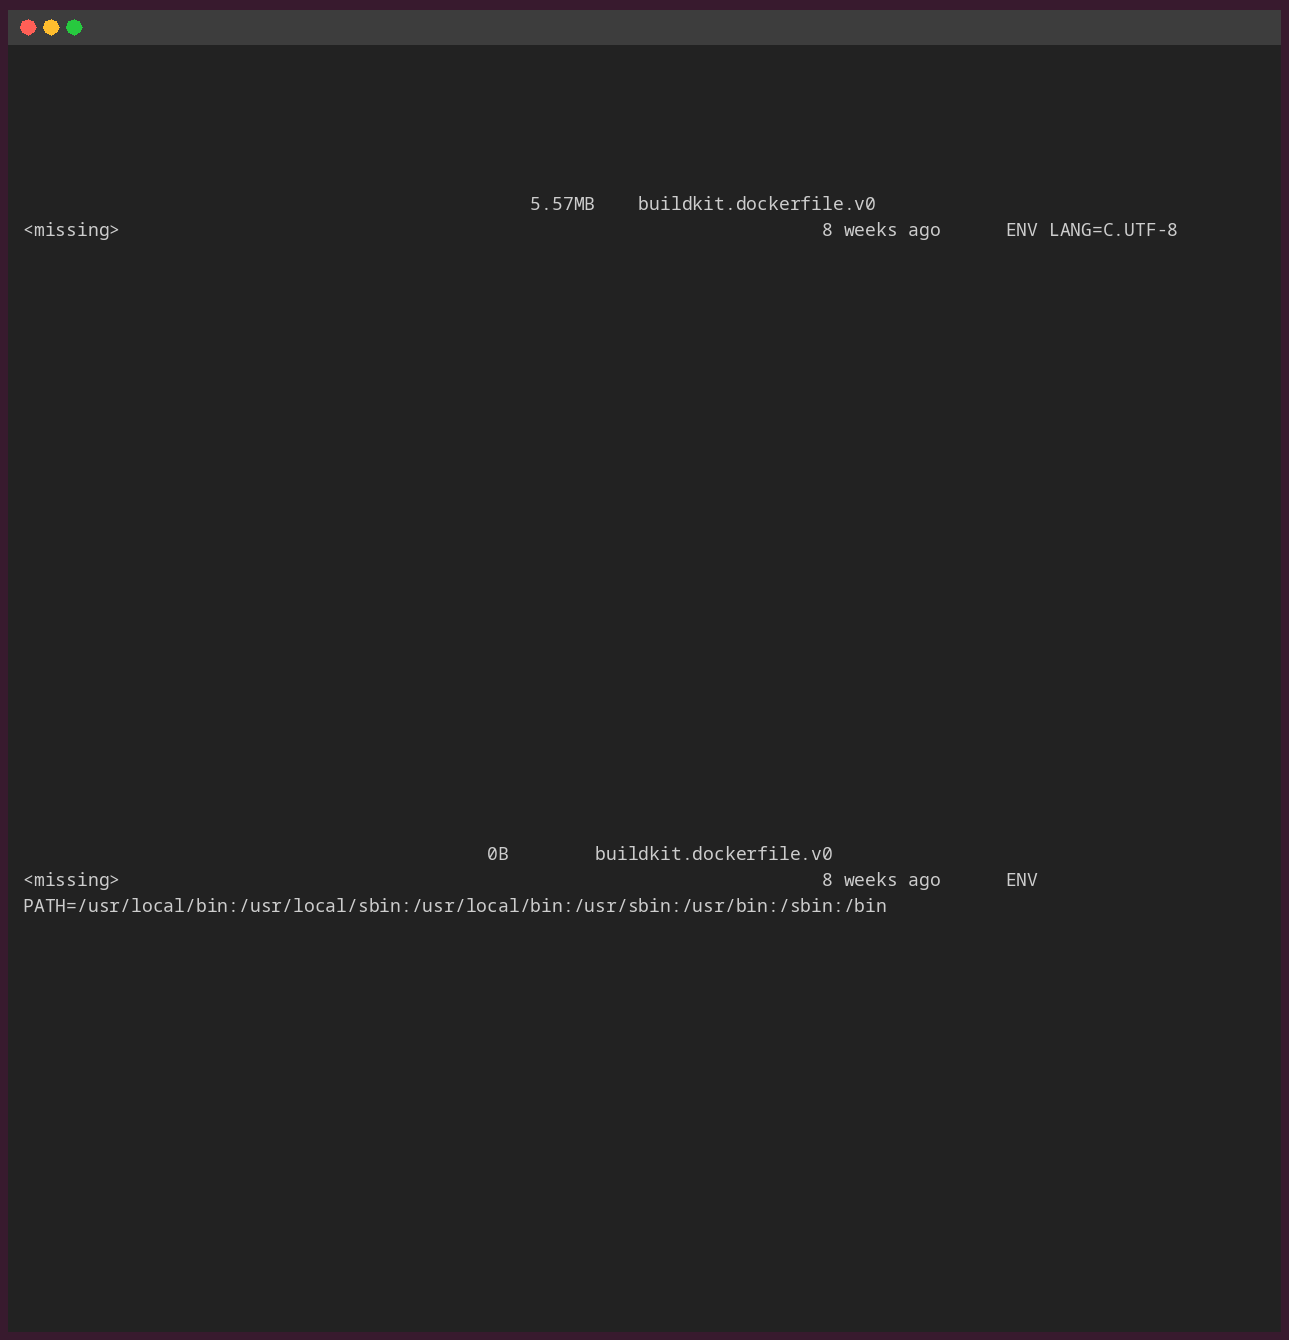 5.57MB buildkit.dockerfile.v0
<missing> 8 weeks ago ENV LANG=C.UTF-8
0B buildkit.dockerfile.v0
<missing> 8 weeks ago ENV
PATH=/usr/local/bin:/usr/local/sbin:/usr/local/bin:/usr/sbin:/usr/bin:/sbin:/bin